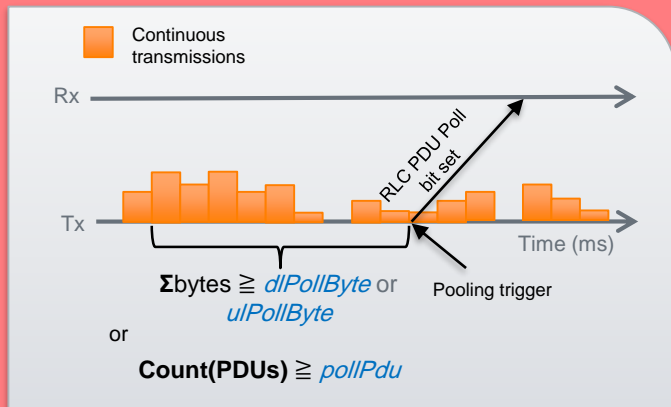 Continuous
transmissions
Rx
RLC PDU Poll
bit set
Tx
Time (ms)
Σbytes ≧ dlPollByte or
ulPollByte
Pooling trigger
or
Count(PDUs) ≧ pollPdu